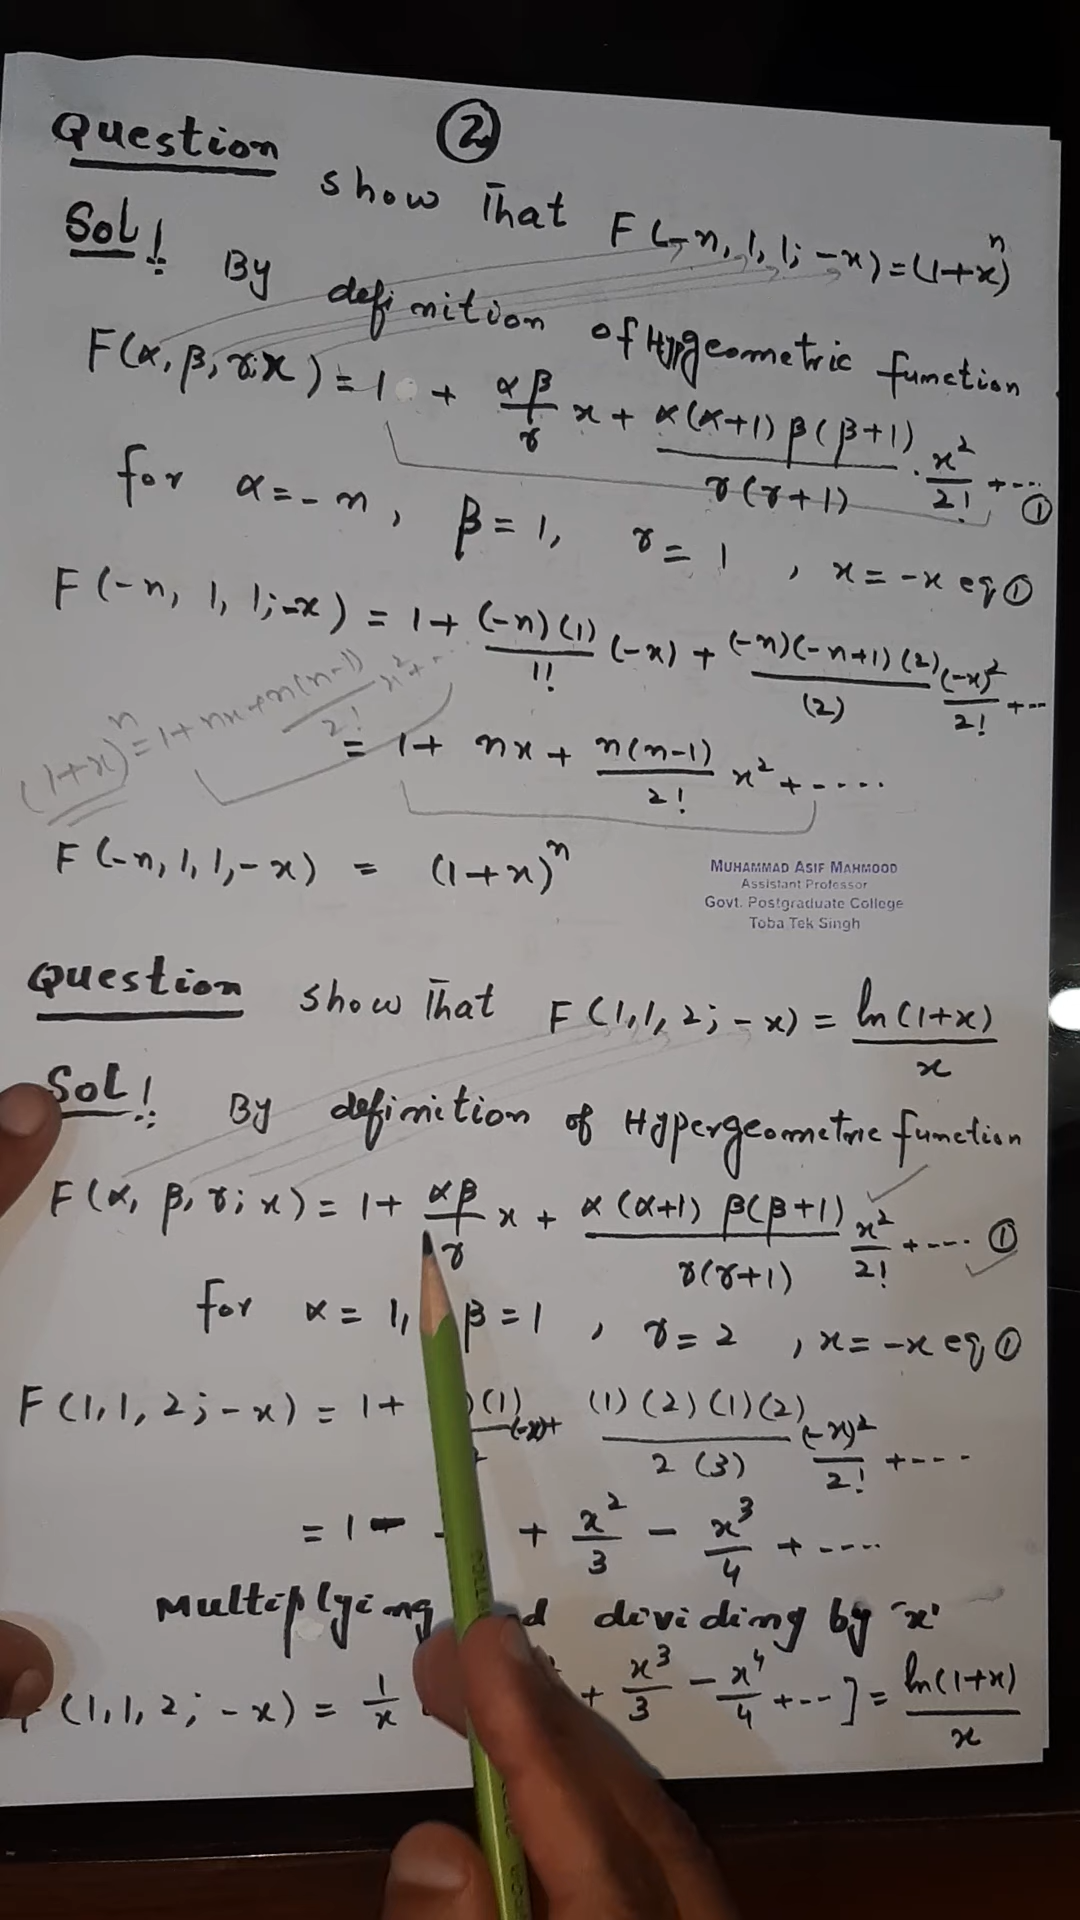 ②
Question show That F(-n, 1, 1; -x) = (1+x)^n
Sol! By definition of Hypgeometric function
F(α, β, γ; x) = 1 + αβ/γ x + α(α+1) β(β+1)/γ(γ+1) . x²/2! + --- ①
for α = -n, β = 1, γ = 1, x = -x eq ①
F(-n, 1, 1; -x) = 1 + (-n)(1)/1! (-x) + (-n)(-n+1)(2)/(2) (-x)²/2! + ---
(1+x)^n = 1 + nx + n(n-1)/2! x² + ...
= 1 + nx + n(n-1)/2! x² + - - - -
F(-n, 1, 1, -x) = (1+x)^n
MUHAMMAD ASIF MAHMOOD
Assistant Professor
Govt. Postgraduate College
Toba Tek Singh
Question show That F(1, 1, 2; -x) = ln(1+x)/x
Sol! By definition of Hypergeometric function
F(α, β, γ; x) = 1 + αβ/γ x + α(α+1) β(β+1)/γ(γ+1) x²/2! + ---- ①
for α = 1, β = 1, γ = 2, x = -x eq ①
F(1, 1, 2; -x) = 1 + (1) (-x) + (1)(2)(1)(2)/2(3) (-x)²/2! + ---
= 1 - + x²/3 - x³/4 + ----
Multiplying dividing by 'x'
(1, 1, 2; -x) = 1/x + x³/3 - x⁴/4 + -- ] = ln(1+x)/x